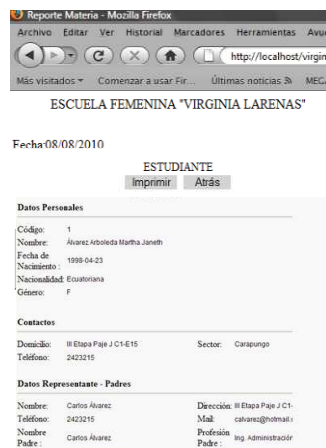 Reporte Materia - Mozilla Firefox
Archivo Editar Ver Historial Marcadores Herramientas Ayu
http://localhost/virgin
Más visitados Comenzar a usar Fir... Últimas noticias MEG
ESCUELA FEMENINA "VIRGINIA LARENAS"
Fecha:08/08/2010
ESTUDIANTE
Imprimir Atrás
Datos Personales
Código: 1
Nombre: Álvarez Arboleda Martha Janeth
Fecha de
Nacimiento : 1998-04-23
Nacionalidad: Ecuatoriana
Género: F
Contactos
Domicilio: III Etapa Paje J C1-E15 Sector: Carapungo
Teléfono: 2423215
Datos Representante - Padres
Nombre: Carlos Álvarez Dirección: III Etapa Paje J C1-
Teléfono: 2423215 Mail: calvarez@hotmail.
Nombre Padre : Carlos Álvarez Profesión Padre : Ing. Administración